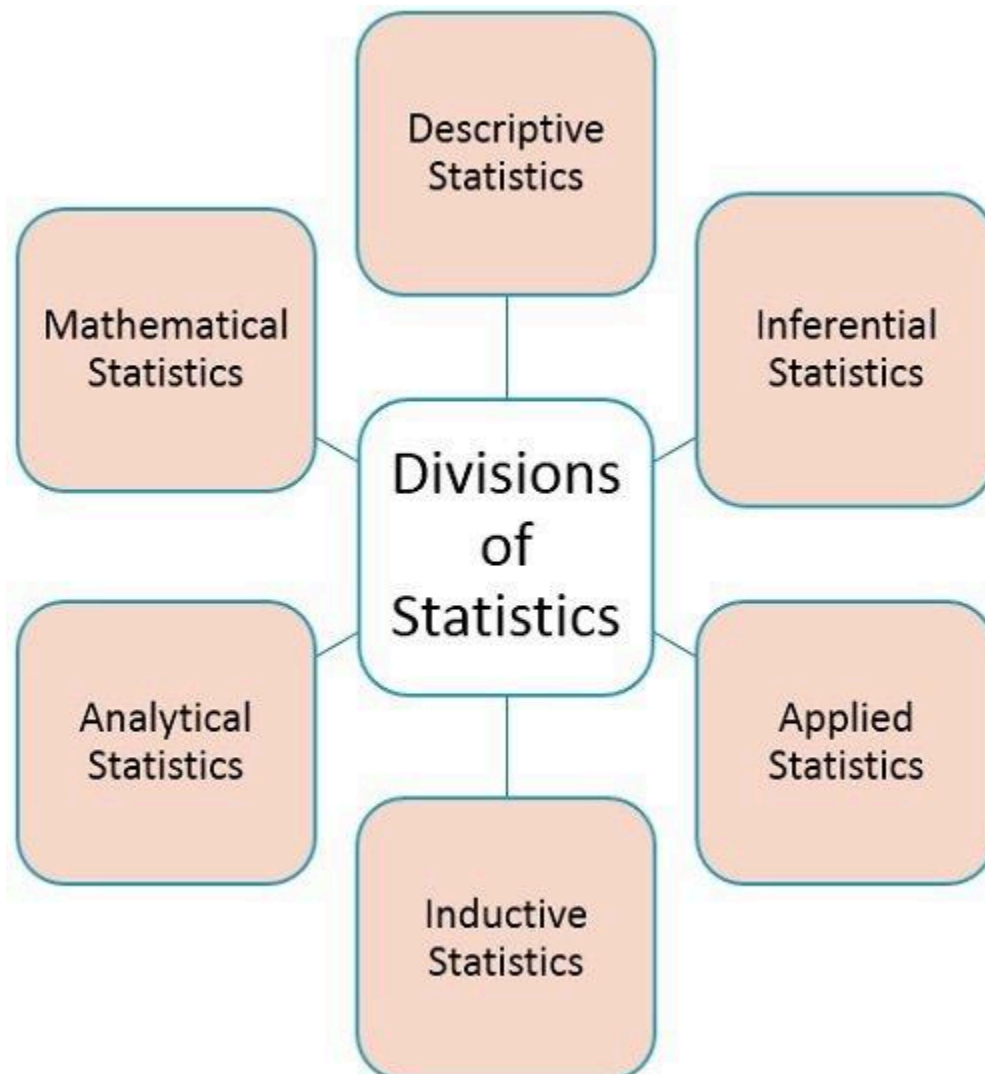 Descriptive
Statistics
Mathematical
Statistics
Inferential
Statistics
Divisions
of
Statistics
Analytical
Statistics
Applied
Statistics
Inductive
Statistics